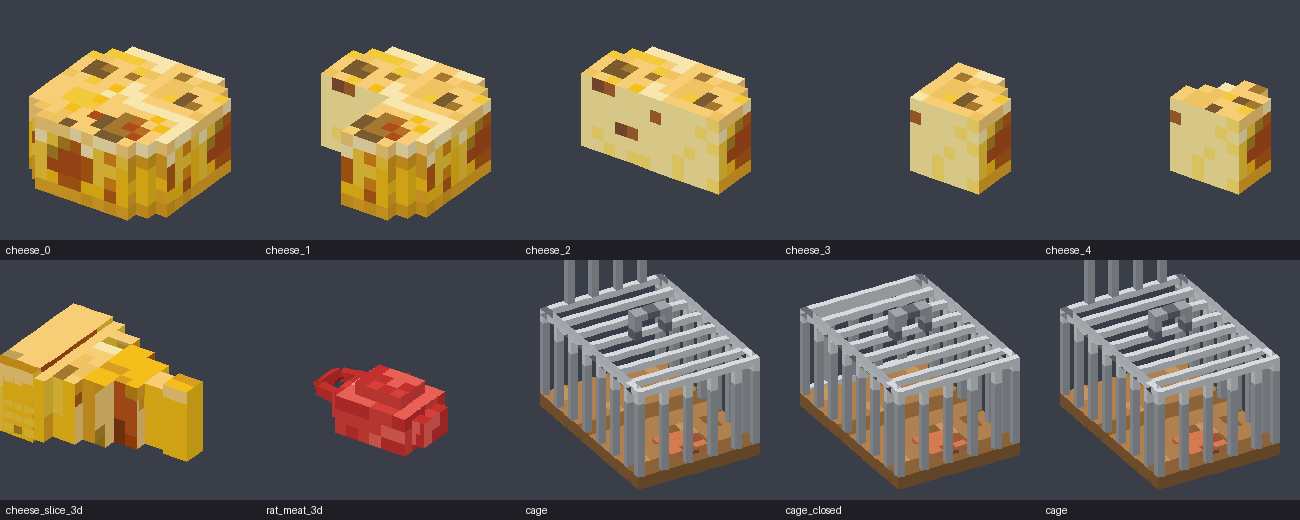 cheese_0
cheese_1
cheese_2
cheese_3
cheese_4
cheese_slice_3d
rat_meat_3d
cage
cage_closed
cage